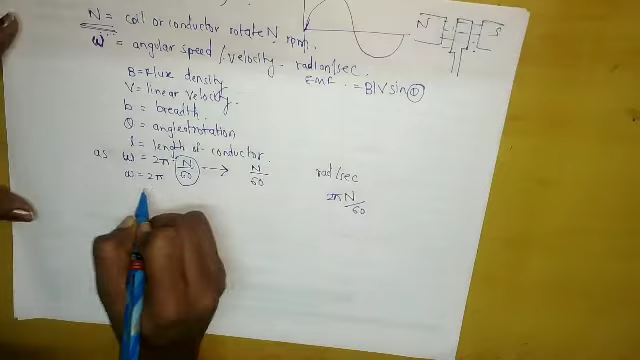 N = coil or conductor rotate N rpm.
N S
ω = angular speed / velocity - radian/sec.
B = Flux density
EMF = BlV sin θ
V = linear velocity.
b = breadth
θ = angle of rotation
l = length of conductor.
as ω = 2π N/60 --> N/60
rad/sec
ω = 2π
2π N/60